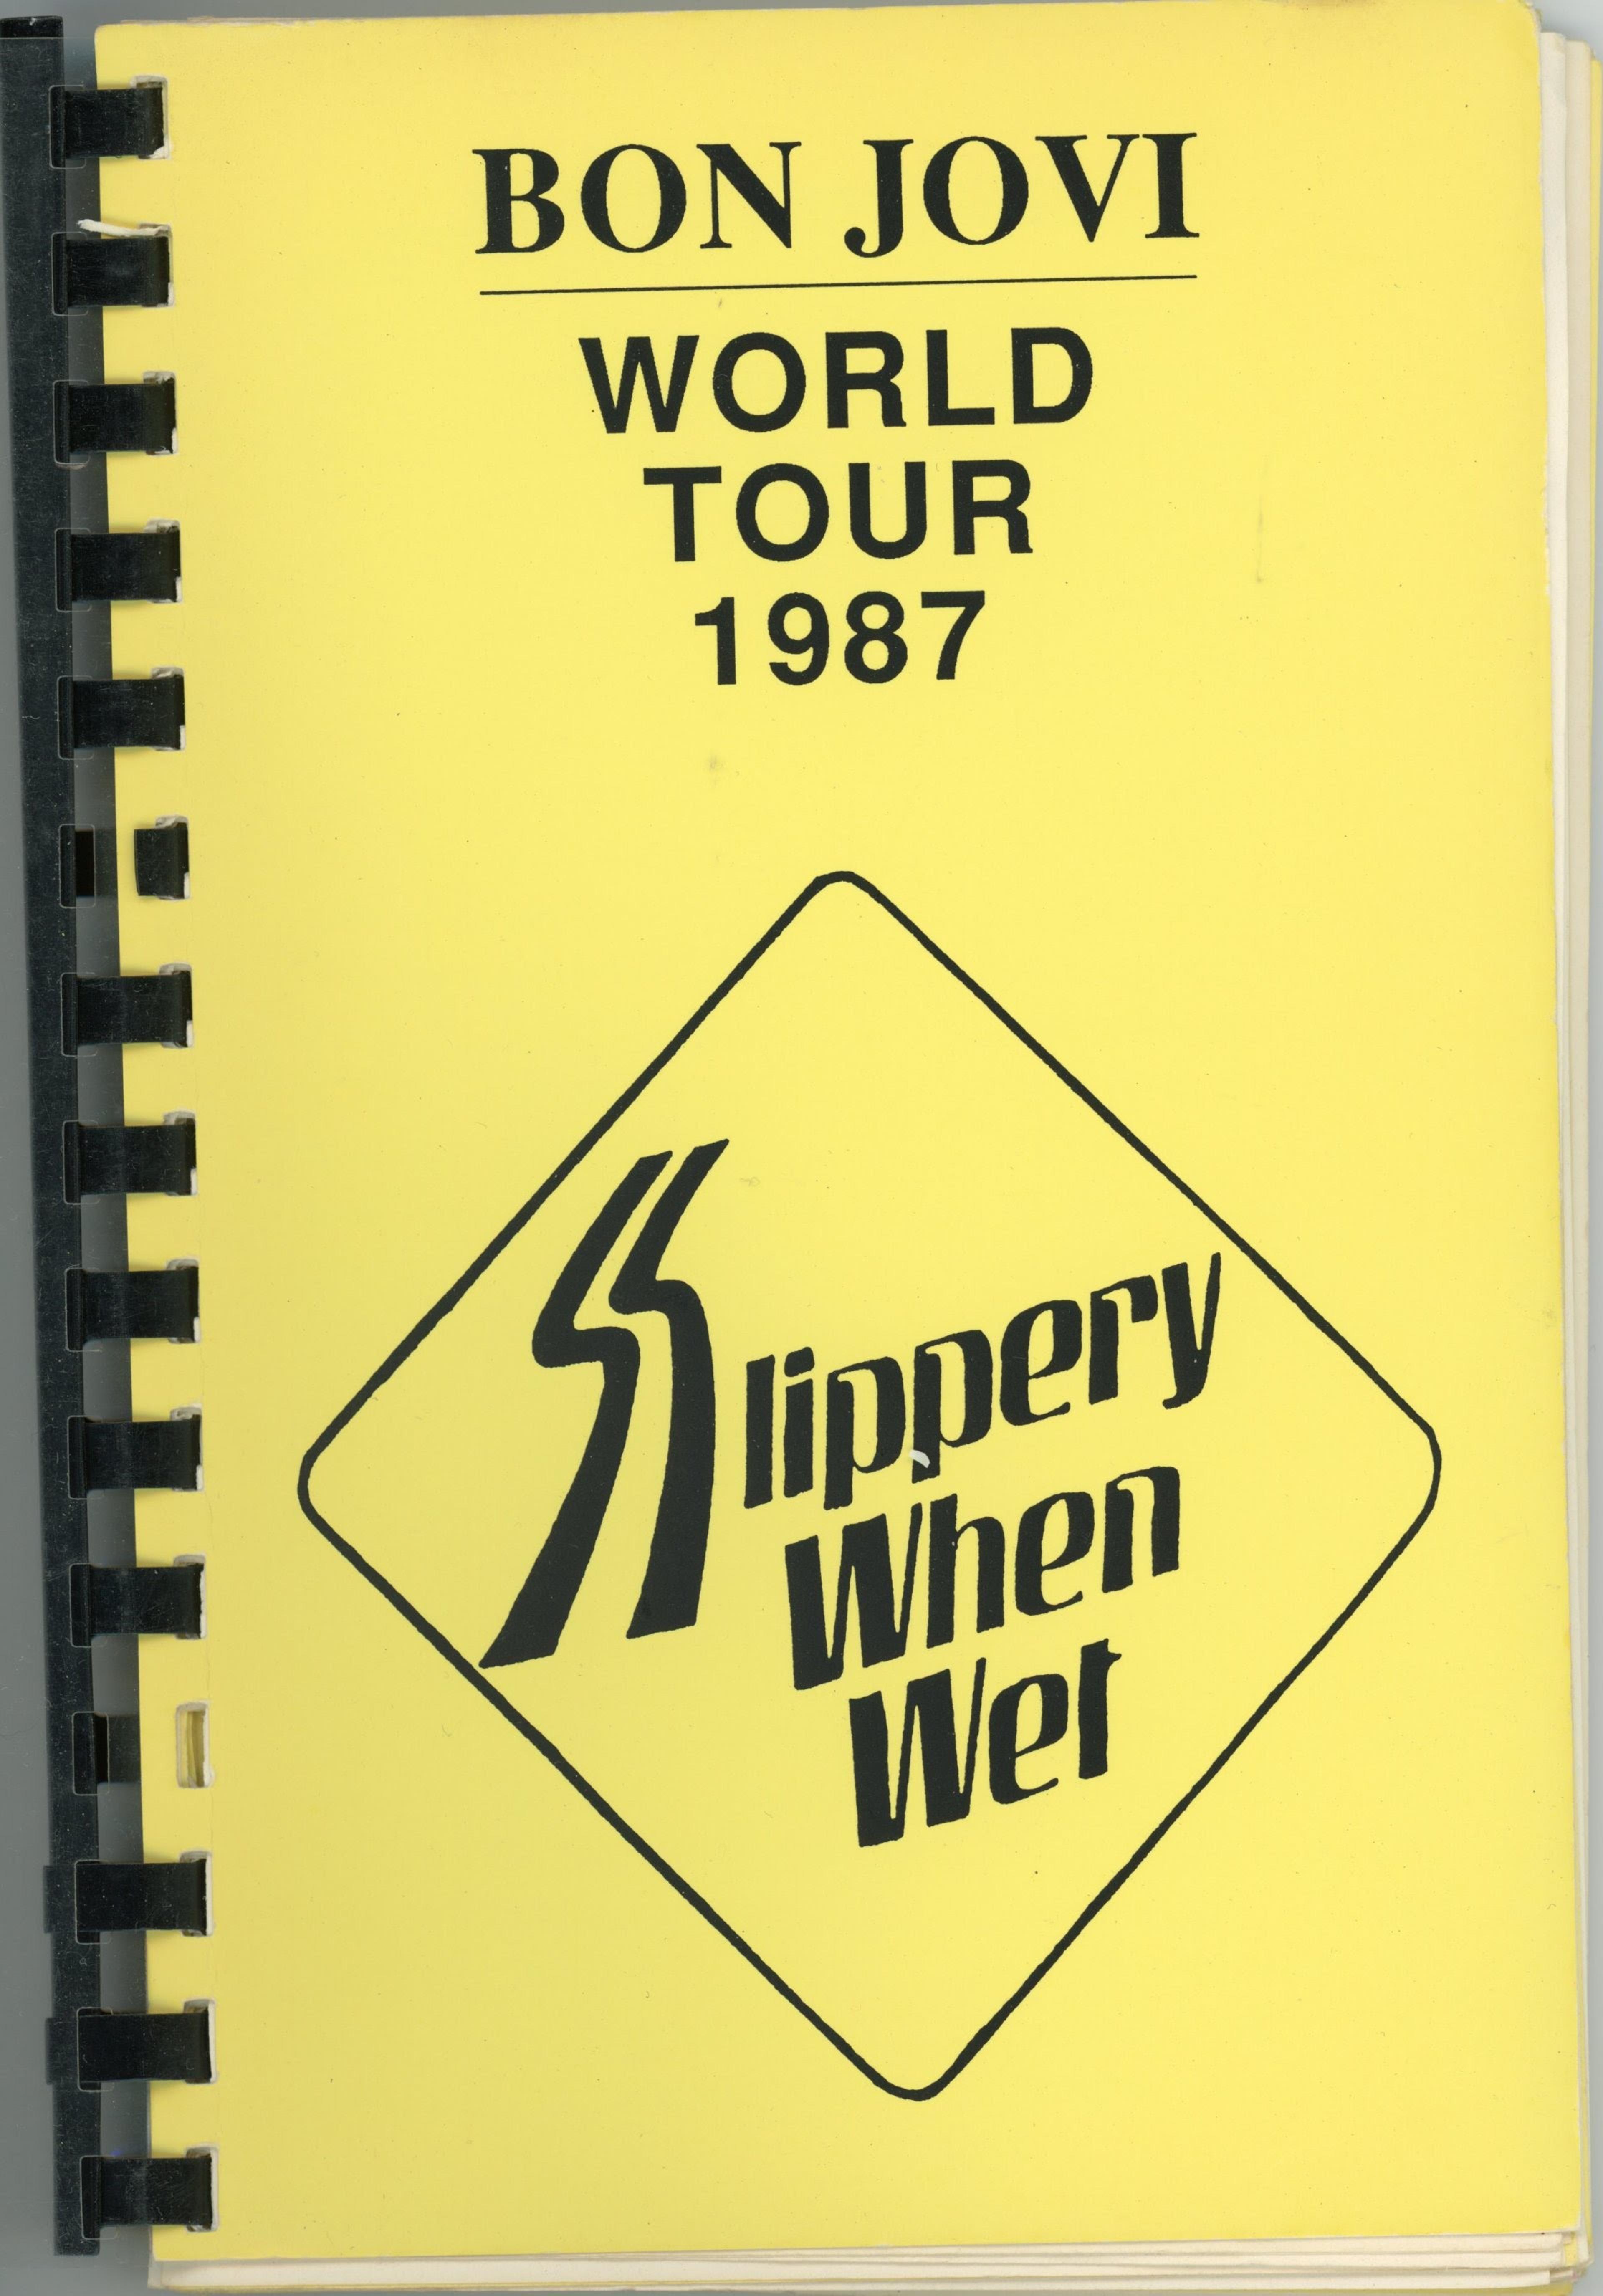 BON JOVI
WORLD
TOUR
1987
Slippery
When
Wet